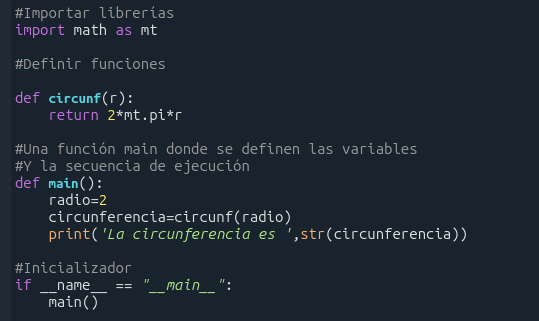 #Importar librerías
import math as mt
#Definir funciones
def circunf(r):
    return 2*mt.pi*r
#Una función main donde se definen las variables
#Y la secuencia de ejecución
def main():
    radio=2
    circunferencia=circunf(radio)
    print('La circunferencia es ',str(circunferencia))
#Inicializador
if __name__ == "__main__":
    main()